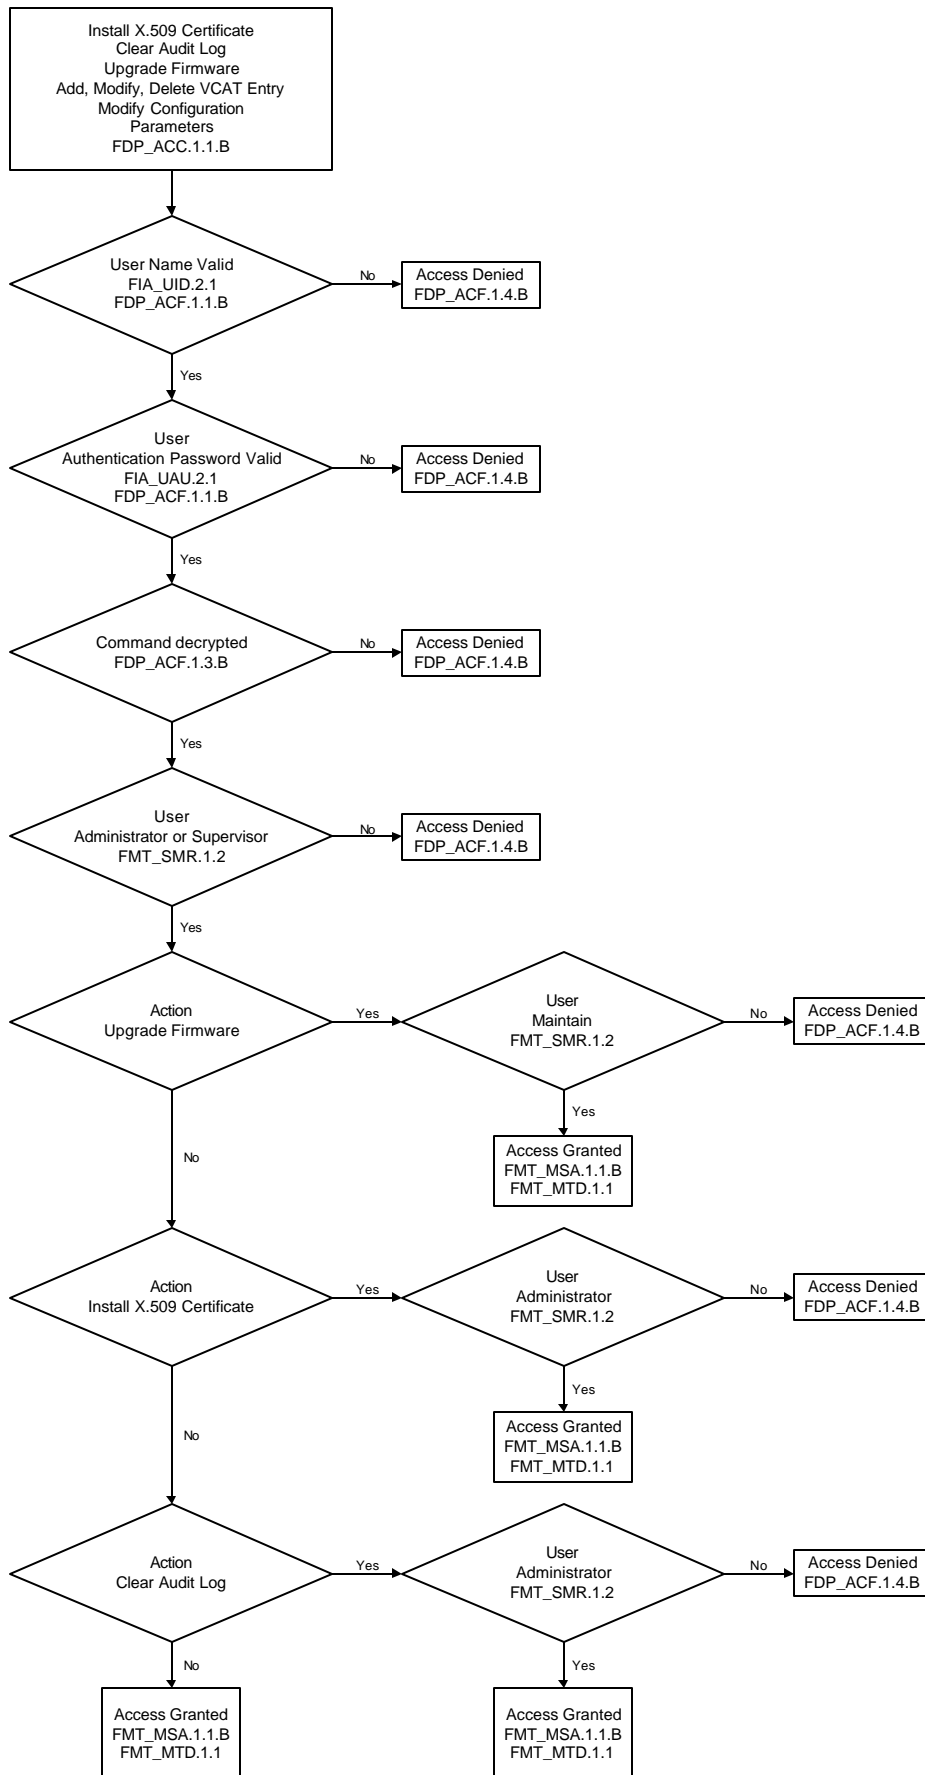 Install X.509 Certificate
Clear Audit Log
Upgrade Firmware
Add, Modify, Delete VCAT Entry
Modify Configuration
Parameters
FDP_ACC.1.1.B
User Name Valid
FIA_UID.2.1
FDP_ACF.1.1.B
No
Access Denied
FDP_ACF.1.4.B
Yes
User
Authentication Password Valid
FIA_UAU.2.1
FDP_ACF.1.1.B
No
Access Denied
FDP_ACF.1.4.B
Yes
Command decrypted
FDP_ACF.1.3.B
No
Access Denied
FDP_ACF.1.4.B
Yes
User
Administrator or Supervisor
FMT_SMR.1.2
No
Access Denied
FDP_ACF.1.4.B
Yes
Action
Upgrade Firmware
Yes
User
Maintain
FMT_SMR.1.2
No
Access Denied
FDP_ACF.1.4.B
Yes
Access Granted
FMT_MSA.1.1.B
FMT_MTD.1.1
No
Action
Install X.509 Certificate
Yes
User
Administrator
FMT_SMR.1.2
No
Access Denied
FDP_ACF.1.4.B
Yes
Access Granted
FMT_MSA.1.1.B
FMT_MTD.1.1
No
Action
Clear Audit Log
Yes
User
Administrator
FMT_SMR.1.2
No
Access Denied
FDP_ACF.1.4.B
No
Access Granted
FMT_MSA.1.1.B
FMT_MTD.1.1
Yes
Access Granted
FMT_MSA.1.1.B
FMT_MTD.1.1